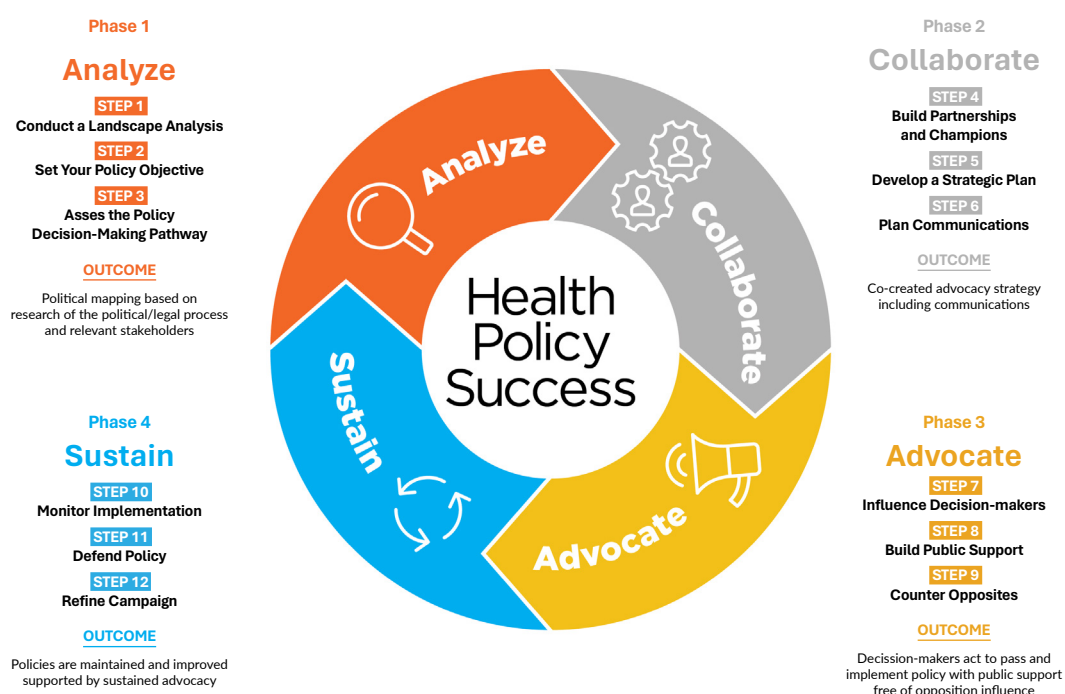 Phase 1
Analyze
STEP 1
Conduct a Landscape Analysis
STEP 2
Set Your Policy Objective
STEP 3
Asses the Policy
Decision-Making Pathway
OUTCOME
Political mapping based on
research of the political/legal process
and relevant stakeholders
Phase 2
Collaborate
STEP 4
Build Partnerships
and Champions
STEP 5
Develop a Strategic Plan
STEP 6
Plan Communications
OUTCOME
Co-created advocacy strategy
including communications
Analyze
Collaborate
Advocate
Sustain
Health
Policy
Success
Phase 4
Sustain
STEP 10
Monitor Implementation
STEP 11
Defend Policy
STEP 12
Refine Campaign
OUTCOME
Policies are maintained and improved
supported by sustained advocacy
Phase 3
Advocate
STEP 7
Influence Decision-makers
STEP 8
Build Public Support
STEP 9
Counter Opposites
OUTCOME
Decission-makers act to pass and
implement policy with public support
free of opposition influence